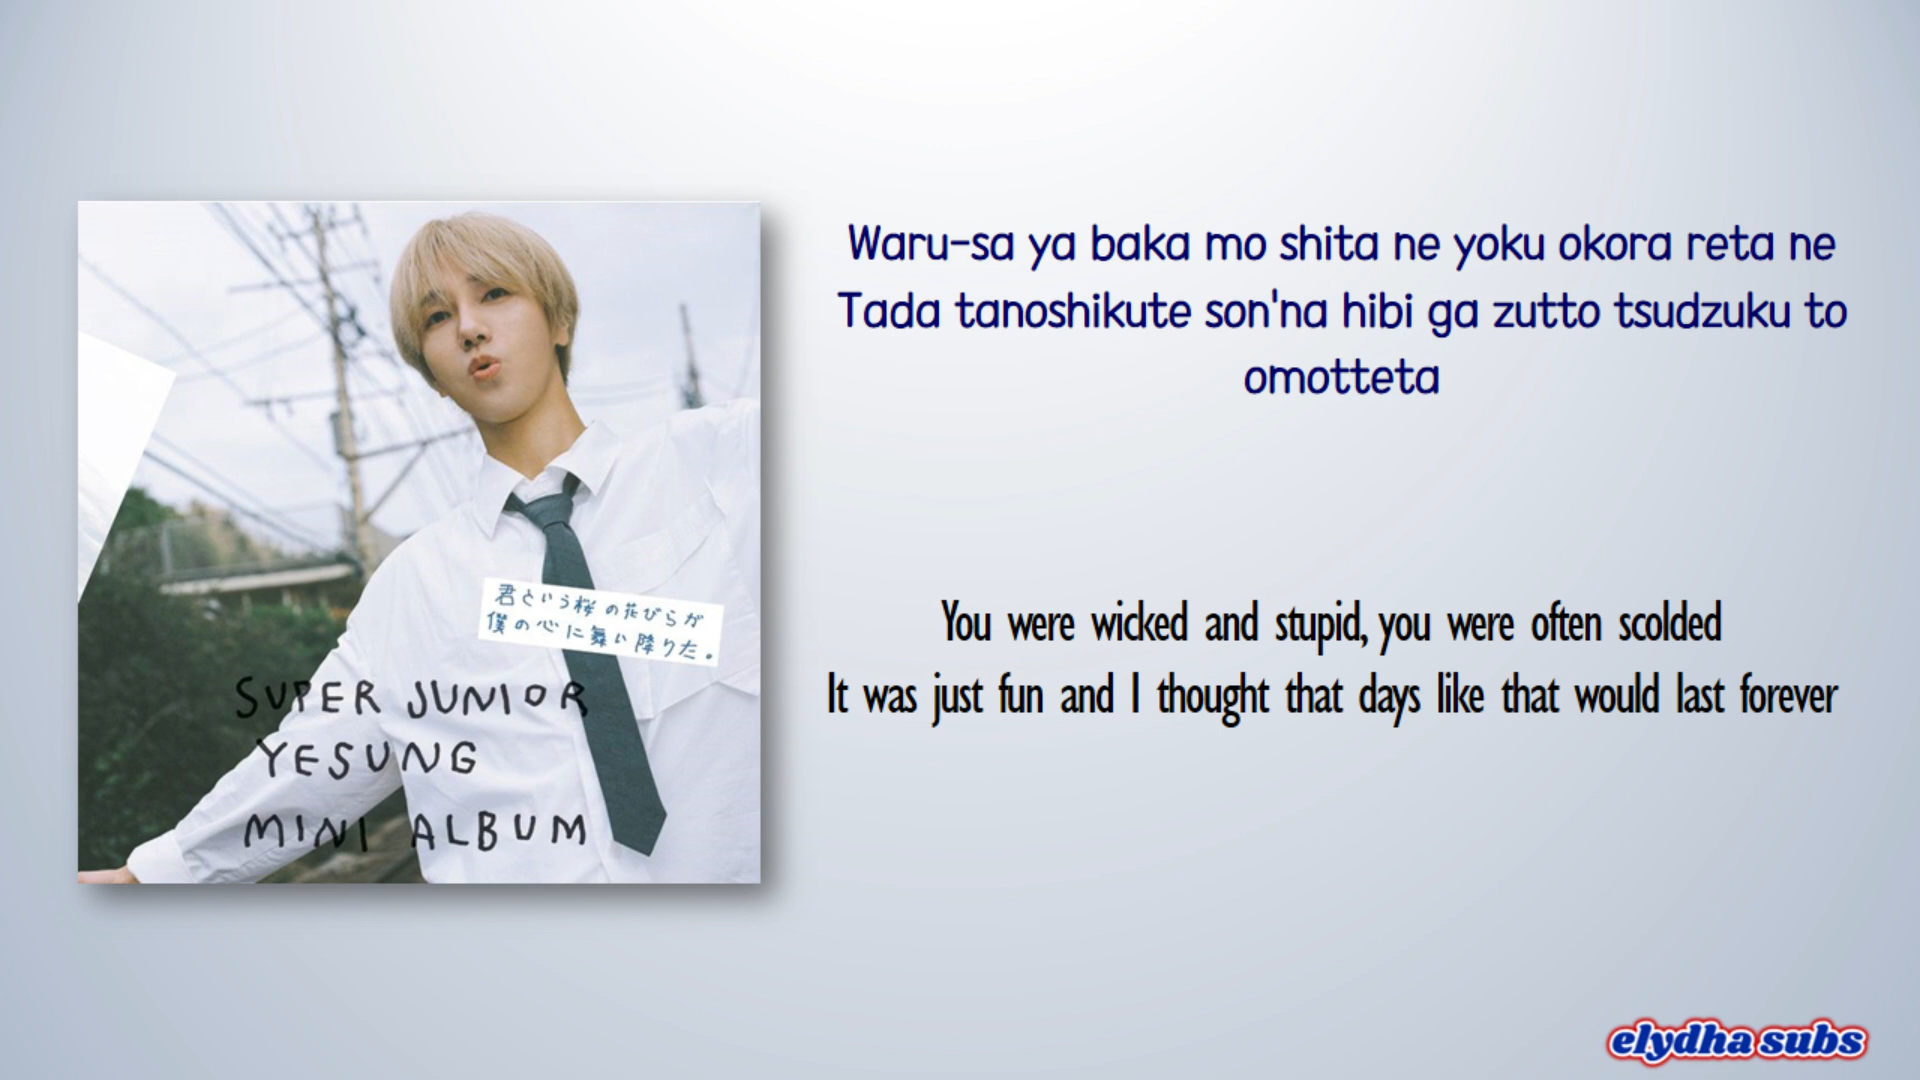 Waru-sa ya baka mo shita ne yoku okora reta ne
Tada tanoshikute son'na hibi ga zutto tsudzuku to
omotteta
君という桜の花びらが
僕の心に舞い降りた。
SUPER JUNIOR
YESUNG
MINI ALBUM
You were wicked and stupid, you were often scolded
It was just fun and I thought that days like that would last forever
elydha subs